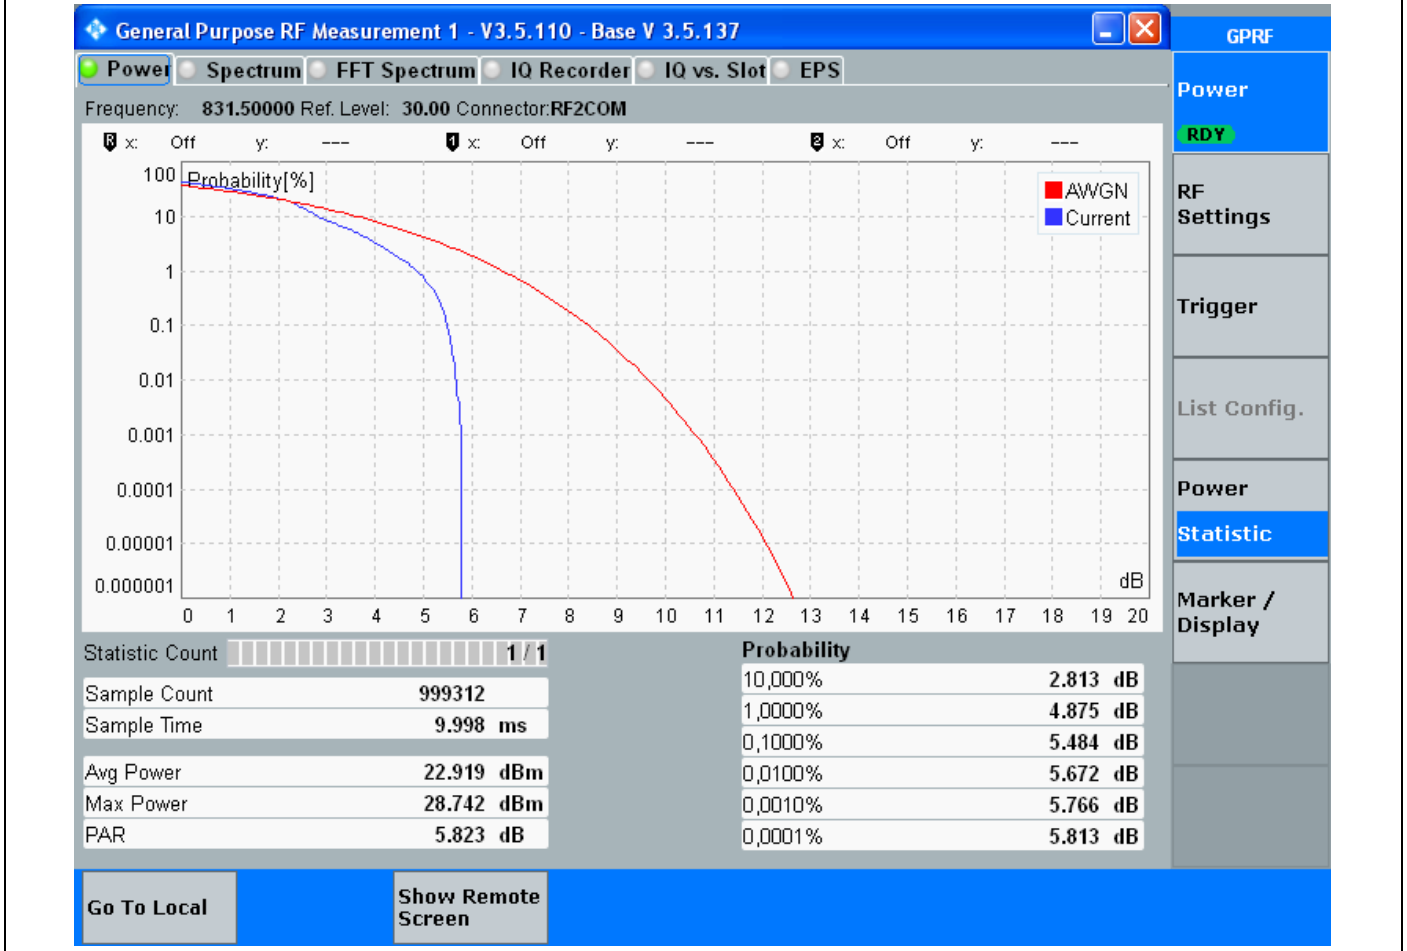 General Purpose RF Measurement 1 - V3.5.110 - Base V 3.5.137
GPRF
Power Spectrum FFT Spectrum IQ Recorder IQ vs. Slot EPS
Frequency: 831.50000 Ref. Level: 30.00 Connector:RF2COM
R x: Off y: --- 1 x: Off y: --- 2 x: Off y: ---
Probability[%]
100
10
1
0.1
0.01
0.001
0.0001
0.00001
0.000001
AWGN
Current
dB
0 1 2 3 4 5 6 7 8 9 10 11 12 13 14 15 16 17 18 19 20
Statistic Count 1 / 1
Sample Count 999312
Sample Time 9.998 ms
Avg Power 22.919 dBm
Max Power 28.742 dBm
PAR 5.823 dB
Probability
10,000% 2.813 dB
1,0000% 4.875 dB
0,1000% 5.484 dB
0,0100% 5.672 dB
0,0010% 5.766 dB
0,0001% 5.813 dB
Power
RDY
RF
Settings
Trigger
List Config.
Power
Statistic
Marker /
Display
Go To Local
Show Remote
Screen